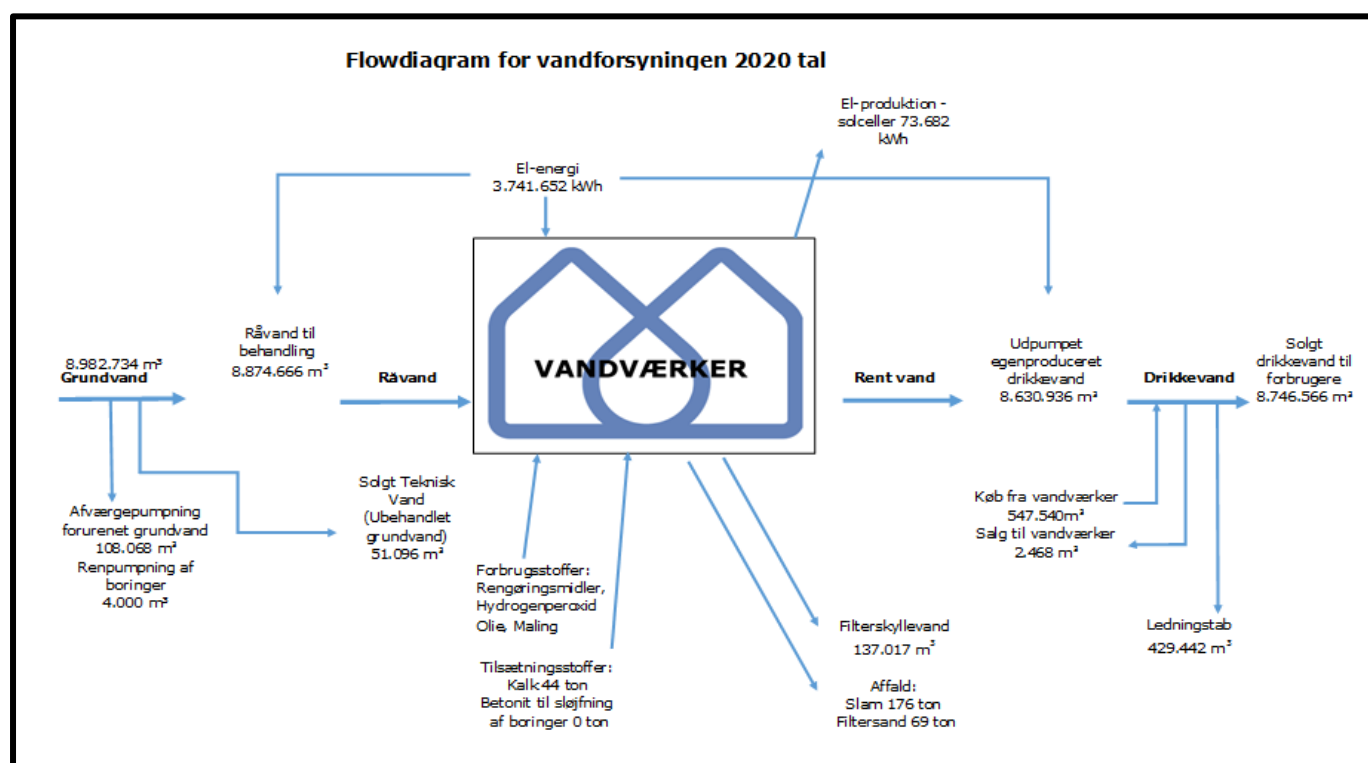 Flowdiagram for vandforsyningen 2020 tal
El-produktion -
solceller 73.682
kWh
El-energi
3.741.652 kWh
8.982.734 m³
Grundvand
Råvand til
behandling
8.874.666 m³
Råvand
VANDVÆRKER
Rent vand
Udpumpet
egenproduceret
drikkevand
8.630.936 m³
Drikkevand
Solgt
drikkevand til
forbrugere
8.746.566 m³
Afværgepumpning
forurenet grundvand
108.068 m³
Renpumpning af
boringer
4.000 m³
Solgt Teknisk
Vand
(Ubehandlet
grundvand)
51.096 m³
Køb fra vandværker
547.540m³
Salg til vandværker
2.468 m³
Forbrugsstoffer:
Rengøringsmidler,
Hydrogenperoxid
Olie, Maling
Tilsætningsstoffer:
Kalk:44 ton
Betonit til sløjfning
af boringer 0 ton
Filterskyllevand
137.017 m³
Affald:
Slam 176 ton
Filtersand 69 ton
Ledningstab
429.442 m³